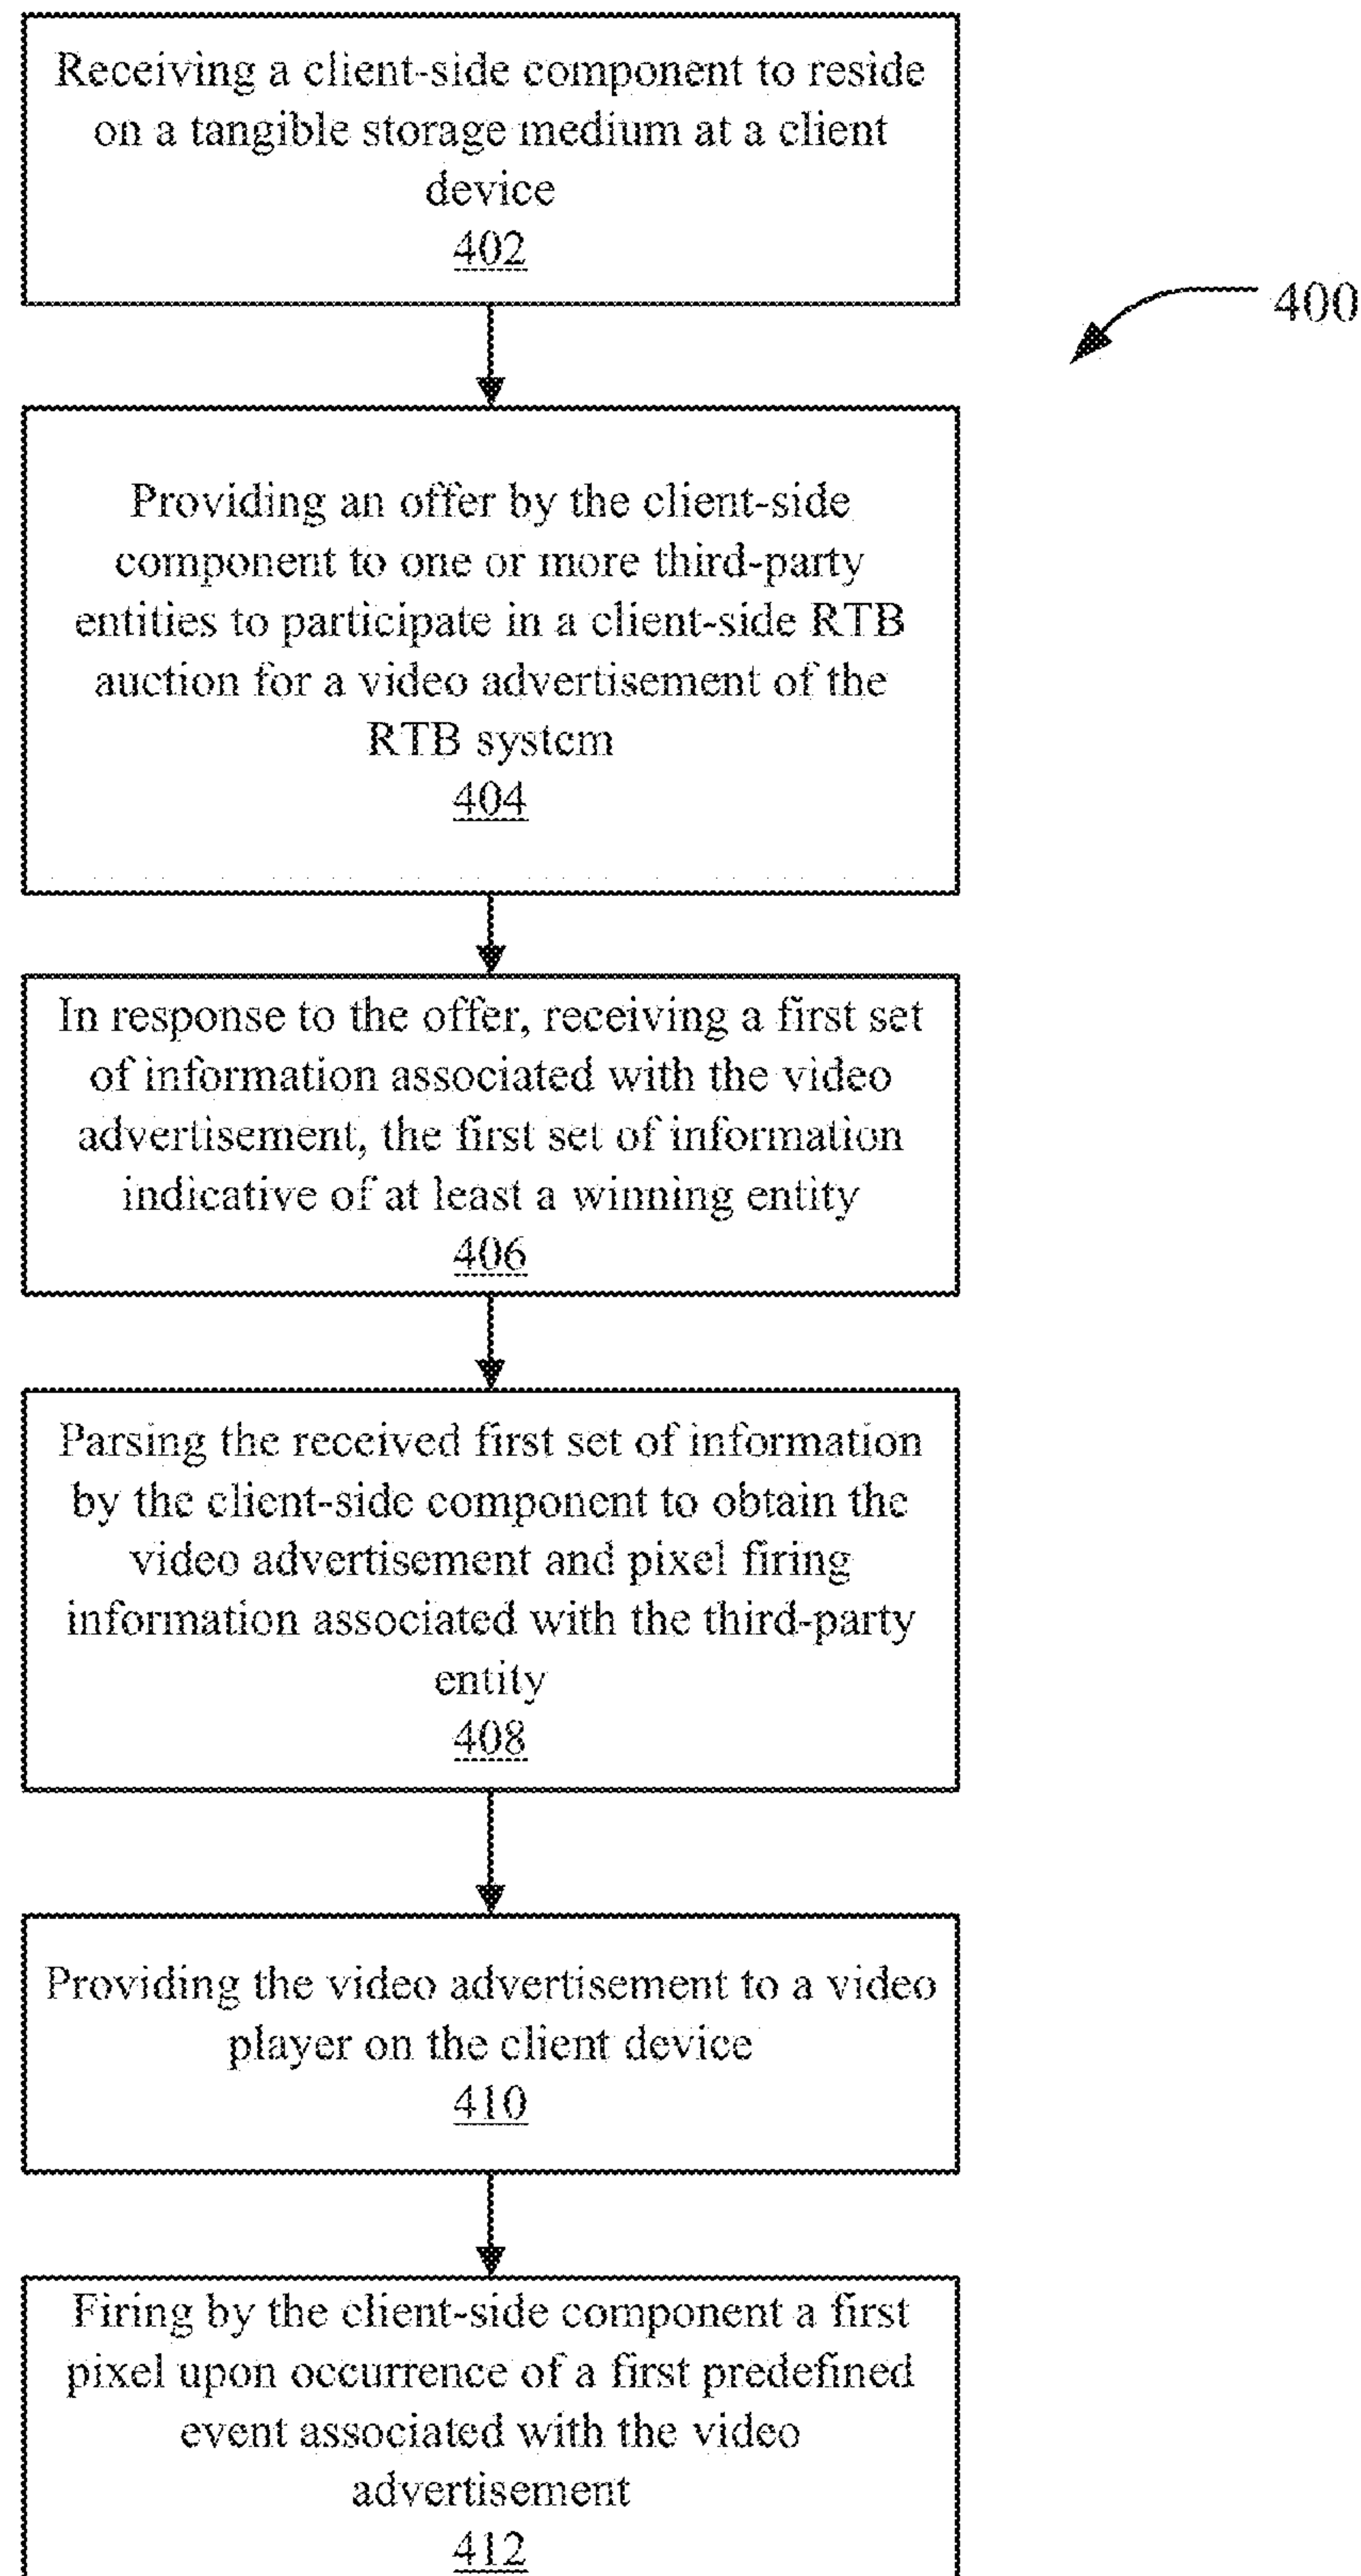 Receiving a client-side component to reside
on a tangible storage medium at a client
device
402
400
Providing an offer by the client-side
component to one or more third-party
entities to participate in a client-side RTB
auction for a video advertisement of the
RTB system
404
In response to the offer, receiving a first set
of information associated with the video
advertisement, the first set of information
indicative of at least a winning entity
406
Parsing the received first set of information
by the client-side component to obtain the
video advertisement and pixel firing
information associated with the third-party
entity
408
Providing the video advertisement to a video
player on the client device
410
Firing by the client-side component a first
pixel upon occurrence of a first predefined
event associated with the video
advertisement
412